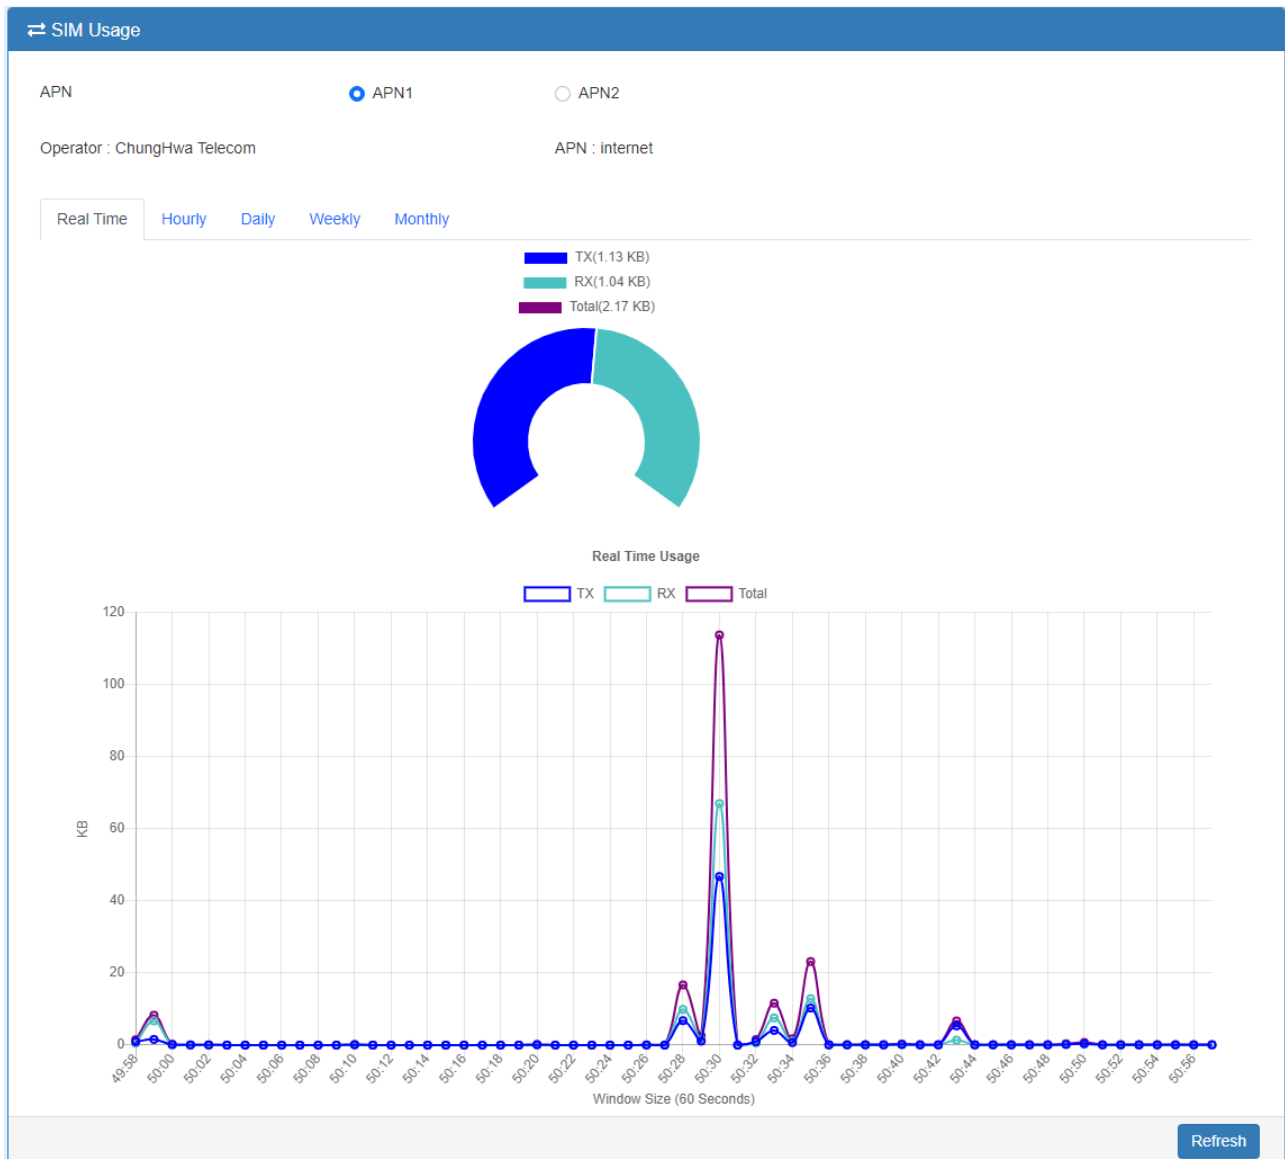 SIM Usage
APN APN1 APN2
Operator : ChungHwa Telecom APN : internet
Real Time Hourly Daily Weekly Monthly
TX(1.13 KB)
RX(1.04 KB)
Total(2.17 KB)
Real Time Usage
TX RX Total
120
100
80
60
40
20
0
KB
49:58 50:00 50:02 50:04 50:06 50:08 50:10 50:12 50:14 50:16 50:18 50:20 50:22 50:24 50:26 50:28 50:30 50:32 50:34 50:36 50:38 50:40 50:42 50:44 50:46 50:48 50:50 50:52 50:54 50:56
Window Size (60 Seconds)
Refresh